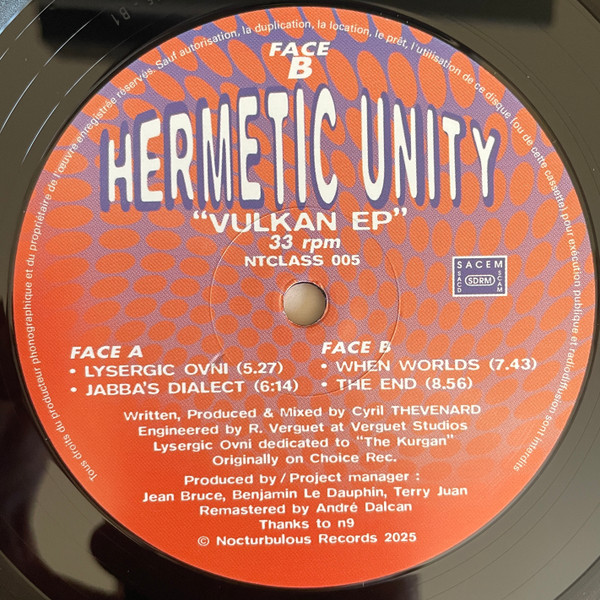 Tous droits du producteur phonographique et du propriétaire de l'œuvre enregistrée réservés. Sauf autorisation, la duplication, la location, le prêt, l'utilisation de ce disque (ou de cette cassette) pour exécution publique et radiodiffusion sont interdits
FACE
B
HERMETIC UNITY
"VULKAN EP"
33 rpm
NTCLASS 005
SACEM
SACD
SDRM
SCAM
FACE A
• LYSERGIC OVNI (5.27)
• JABBA'S DIALECT (6:14)
FACE B
• WHEN WORLDS (7.43)
• THE END (8.56)
Written, Produced & Mixed by Cyril THEVENARD
Engineered by R. Verguet at Verguet Studios
Lysergic Ovni dedicated to "The Kurgan"
Originally on Choice Rec.
Produced by / Project manager :
Jean Bruce, Benjamin Le Dauphin, Terry Juan
Remastered by André Dalcan
Thanks to n9
© Nocturbulous Records 2025